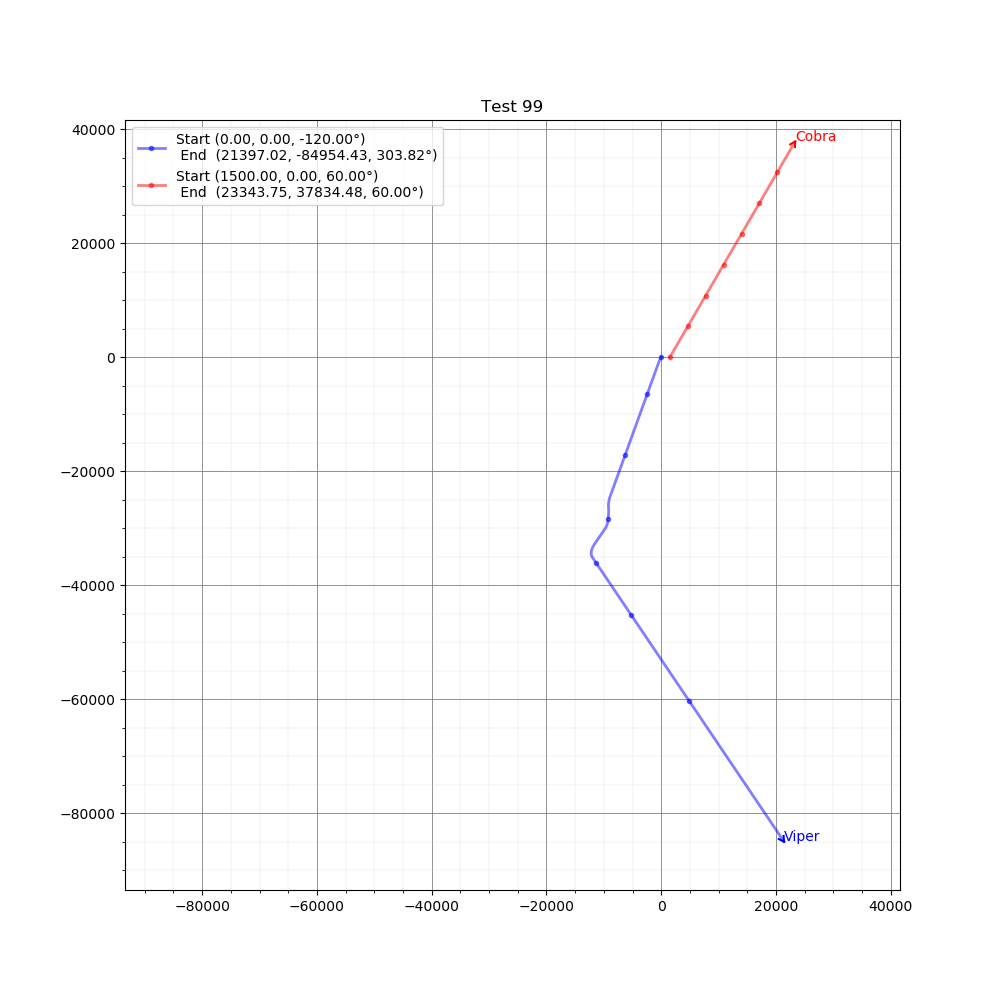 Test 99
Start (0.00, 0.00, -120.00°)
End  (21397.02, -84954.43, 303.82°)
Start (1500.00, 0.00, 60.00°)
End  (23343.75, 37834.48, 60.00°)
Cobra
Viper
40000
20000
0
−20000
−40000
−60000
−80000
−80000
−60000
−40000
−20000
0
20000
40000